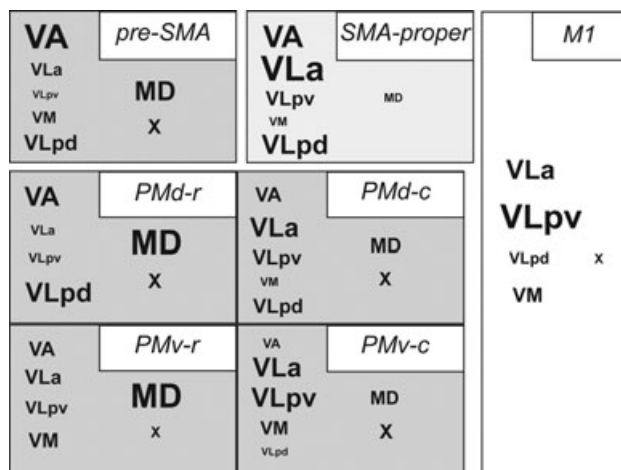 pre-SMA
VA
VLa
VLpv
VM
VLpd
MD
X
SMA-proper
VA
VLa
VLpv
VM
VLpd
MD
M1
VLa
VLpv
VLpd
X
VM
PMd-r
VA
VLa
VLpv
VLpd
MD
X
PMd-c
VA
VLa
VLpv
VM
VLpd
MD
X
PMv-r
VA
VLa
VLpv
VM
MD
X
PMv-c
VA
VLa
VLpv
VM
VLpd
MD
X